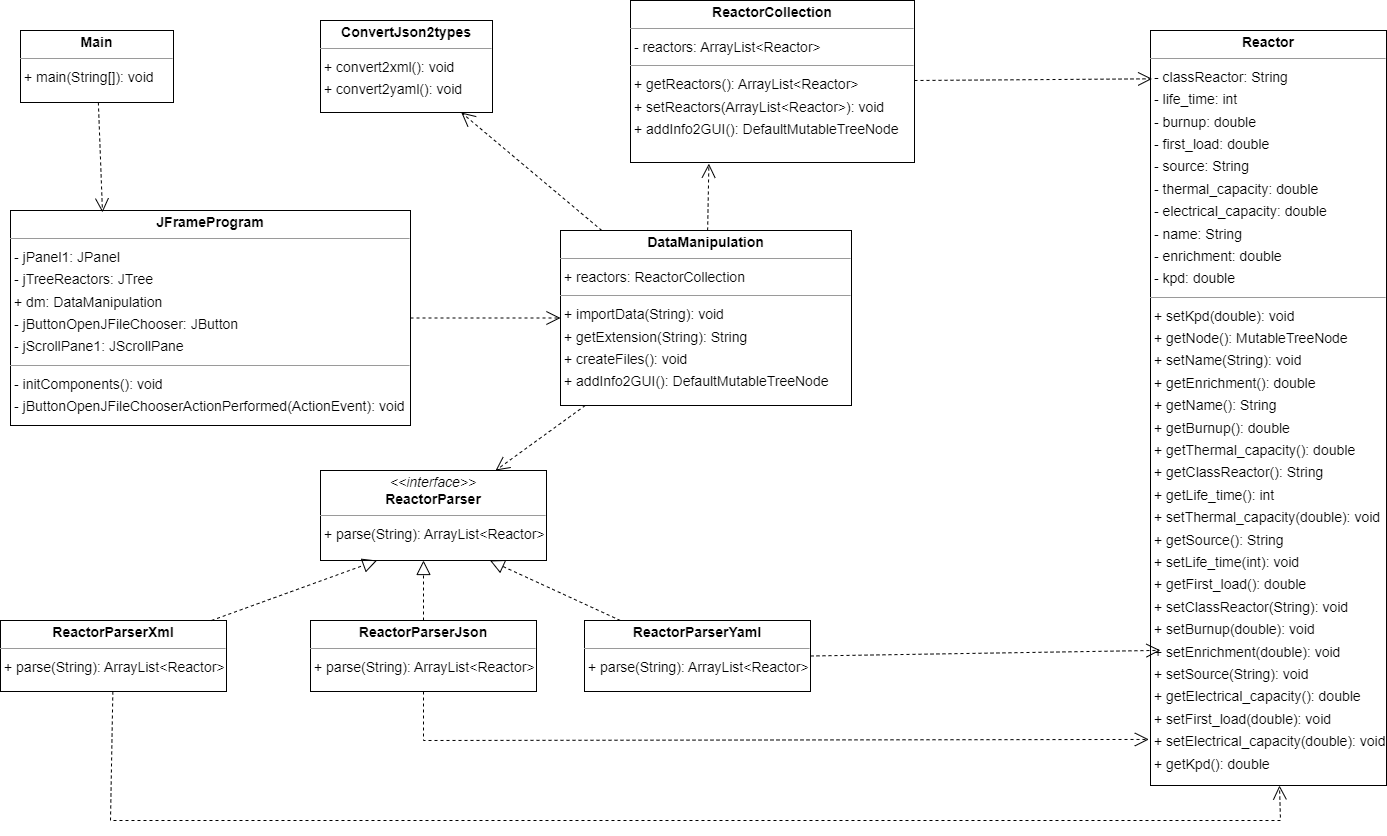 Main
+ main(String[]): void
ConvertJson2types
+ convert2xml(): void
+ convert2yaml(): void
ReactorCollection
- reactors: ArrayList<Reactor>
+ getReactors(): ArrayList<Reactor>
+ setReactors(ArrayList<Reactor>): void
+ addInfo2GUI(): DefaultMutableTreeNode
Reactor
- classReactor: String
- life_time: int
- burnup: double
- first_load: double
- source: String
- thermal_capacity: double
- electrical_capacity: double
- name: String
- enrichment: double
- kpd: double
+ setKpd(double): void
+ getNode(): MutableTreeNode
+ setName(String): void
+ getEnrichment(): double
+ getName(): String
+ getBurnup(): double
+ getThermal_capacity(): double
+ getClassReactor(): String
+ getLife_time(): int
+ setThermal_capacity(double): void
+ getSource(): String
+ setLife_time(int): void
+ getFirst_load(): double
+ setClassReactor(String): void
+ setBurnup(double): void
+ setEnrichment(double): void
+ setSource(String): void
+ getElectrical_capacity(): double
+ setFirst_load(double): void
+ setElectrical_capacity(double): void
+ getKpd(): double
JFrameProgram
- jPanel1: JPanel
- jTreeReactors: JTree
+ dm: DataManipulation
- jButtonOpenJFileChooser: JButton
- jScrollPane1: JScrollPane
- initComponents(): void
- jButtonOpenJFileChooserActionPerformed(ActionEvent): void
DataManipulation
+ reactors: ReactorCollection
+ importData(String): void
+ getExtension(String): String
+ createFiles(): void
+ addInfo2GUI(): DefaultMutableTreeNode
<<interface>>
ReactorParser
+ parse(String): ArrayList<Reactor>
ReactorParserXml
+ parse(String): ArrayList<Reactor>
ReactorParserJson
+ parse(String): ArrayList<Reactor>
ReactorParserYaml
+ parse(String): ArrayList<Reactor>